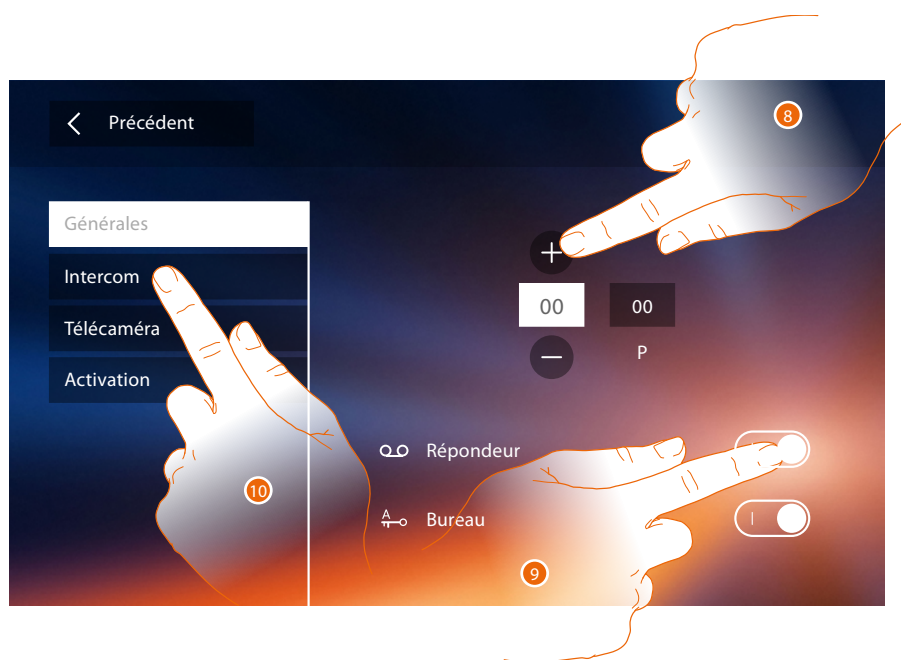 Précédent
8
Générales
Intercom
Télécaméra
Activation
00 00
P
Répondeur
A
Bureau
10
9